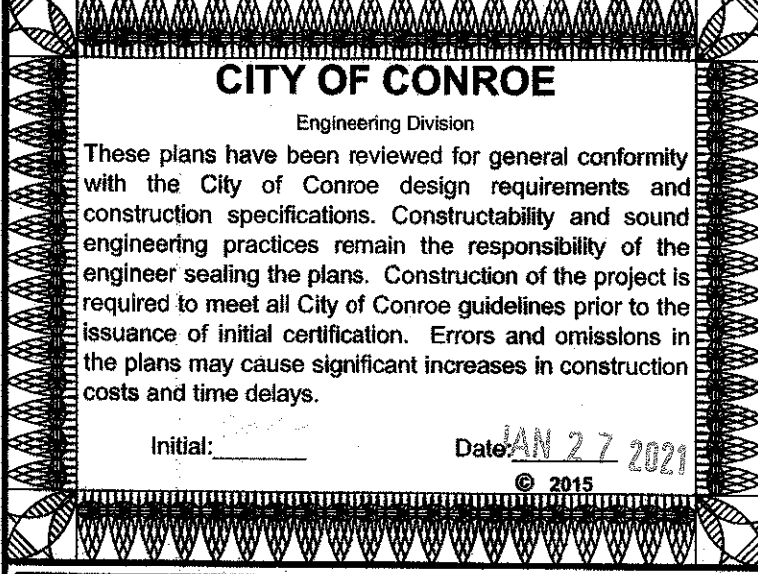 CITY OF CONROE
Engineering Division
These plans have been reviewed for general conformity
with the City of Conroe design requirements and
construction specifications. Constructability and sound
engineering practices remain the responsibility of the
engineer sealing the plans. Construction of the project is
required to meet all City of Conroe guidelines prior to the
issuance of initial certification. Errors and omissions in
the plans may cause significant increases in construction
costs and time delays.
Initial:________ Date:JAN 27 2021
© 2015